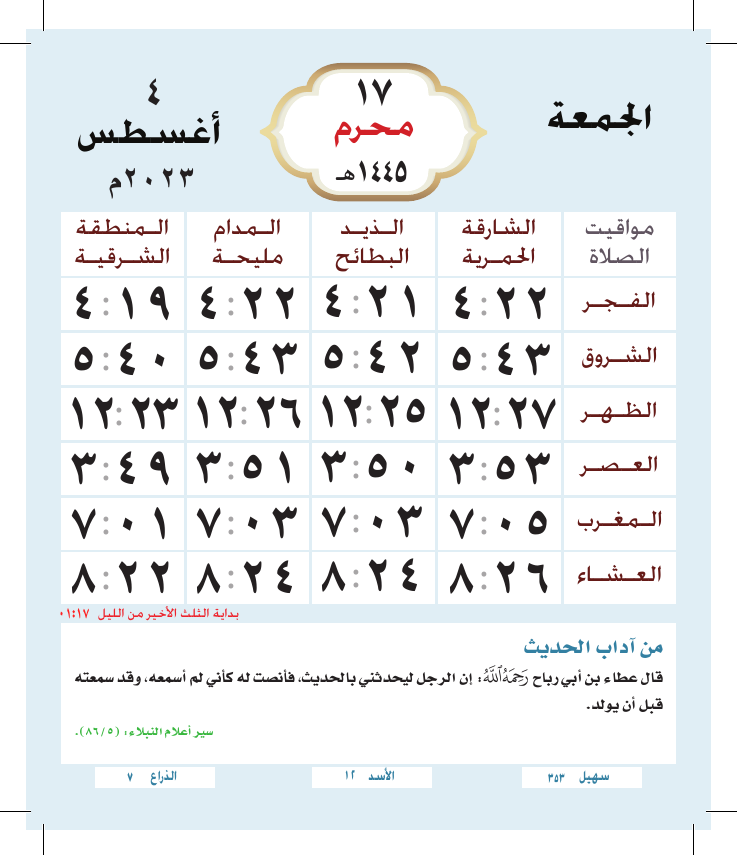 الجمعة
١٧
محرم
١٤٤٥هـ
٤
أغسطس
٢٠٢٣م
مواقيت الصلاة	الشارقة الحمرية	الذيد البطائح	المدام مليحة	المنطقة الشرقية
الفجر	٤:٢٢	٤:٢١	٤:٢٢	٤:١٩
الشروق	٥:٤٣	٥:٤٢	٥:٤٣	٥:٤٠
الظهر	١٢:٢٧	١٢:٢٥	١٢:٢٦	١٢:٢٣
العصر	٣:٥٣	٣:٥٠	٣:٥١	٣:٤٩
المغرب	٧:٠٥	٧:٠٣	٧:٠٣	٧:٠١
العشاء	٨:٢٦	٨:٢٤	٨:٢٤	٨:٢٢
بداية الثلث الأخير من الليل ٠١:١٧
من آداب الحديث
قال عطاء بن أبي رباح رَحِمَهُ ٱللَّهُ: إن الرجل ليحدثني بالحديث، فأنصت له كأني لم أسمعه، وقد سمعته
قبل أن يولد.
سير أعلام النبلاء: (٨٦/٥).
سهيل ٣٥٣	الأسد ١٢	الذراع ٧